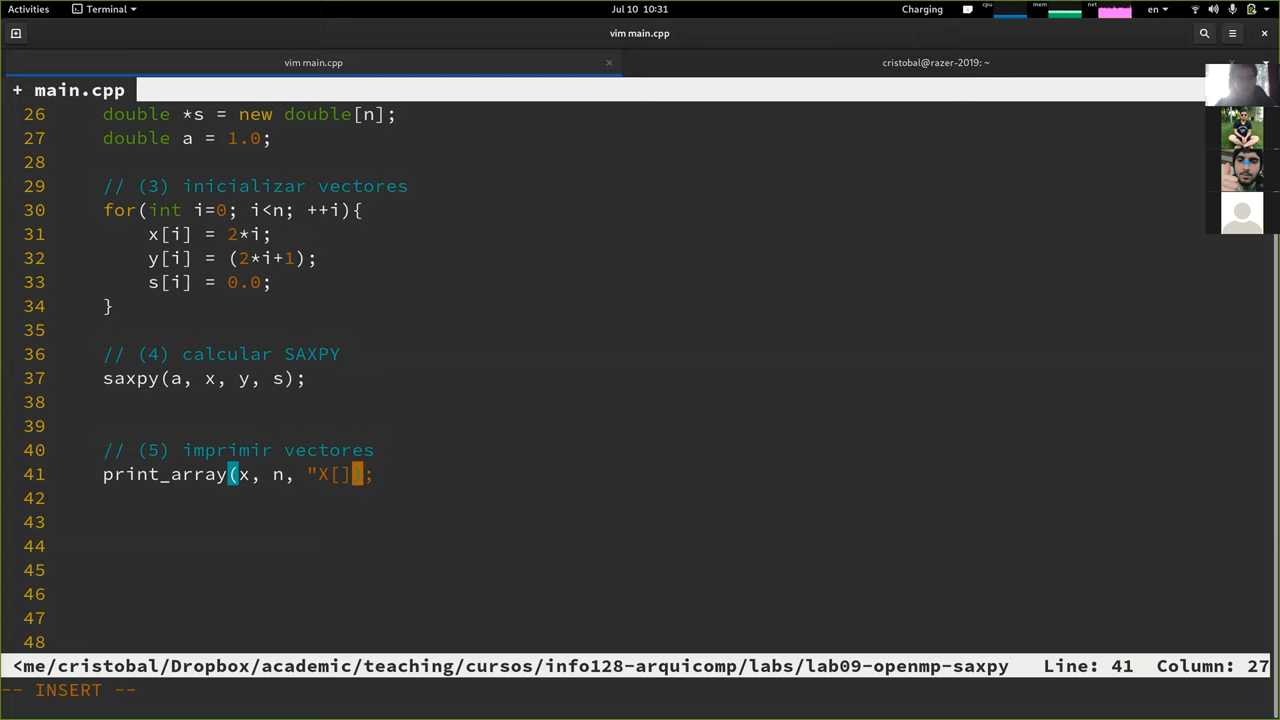 Activities Terminal Jul 10 10:31 Charging cpu mem net en
vim main.cpp
vim main.cpp × cristobal@razer-2019: ~
+ main.cpp
26 double *s = new double[n];
27 double a = 1.0;
28
29 // (3) inicializar vectores
30 for(int i=0; i<n; ++i){
31 x[i] = 2*i;
32 y[i] = (2*i+1);
33 s[i] = 0.0;
34 }
35
36 // (4) calcular SAXPY
37 saxpy(a, x, y, s);
38
39
40 // (5) imprimir vectores
41 print_array(x, n, "X[]);
42
43
44
45
46
47
48
<me/cristobal/Dropbox/academic/teaching/cursos/info128-arquicomp/labs/lab09-openmp-saxpy Line: 41 Column: 27
-- INSERT --